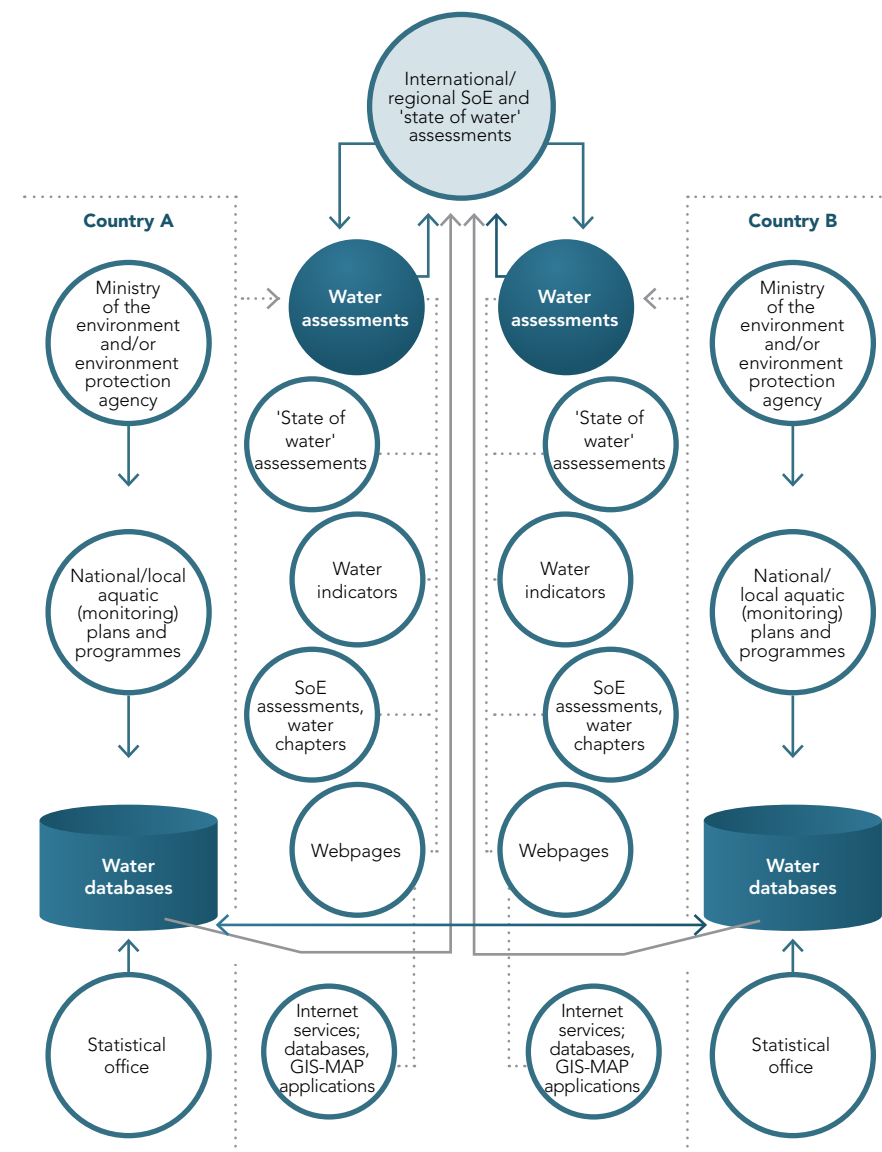 International/
regional SoE and
'state of water'
assessments
Country A
Ministry
of the
environment
and/or
environment
protection
agency
National/local
aquatic
(monitoring)
plans and
programmes
Water
databases
Statistical
office
Water
assessments
'State of
water'
assessements
Water
indicators
SoE
assessments,
water
chapters
Webpages
Internet
services;
databases,
GIS-MAP
applications
Water
assessments
'State of
water'
assessements
Water
indicators
SoE
assessments,
water
chapters
Webpages
Internet
services;
databases,
GIS-MAP
applications
Country B
Ministry
of the
environment
and/or
environment
protection
agency
National/
local aquatic
(monitoring)
plans and
programmes
Water
databases
Statistical
office